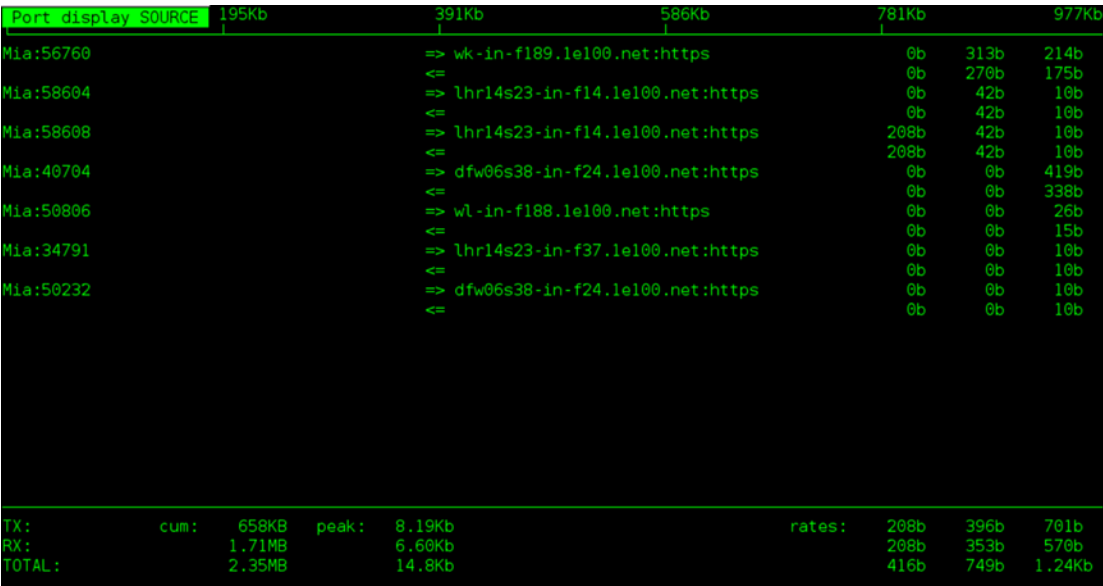 Port display SOURCE 195Kb 391Kb 586Kb 781Kb 977Kb
Mia:56760 => wk-in-f189.1e100.net:https 0b 313b 214b
<= 0b 270b 175b
Mia:58604 => lhr14s23-in-f14.1e100.net:https 0b 42b 10b
<= 0b 42b 10b
Mia:58608 => lhr14s23-in-f14.1e100.net:https 208b 42b 10b
<= 208b 42b 10b
Mia:40704 => dfw06s38-in-f24.1e100.net:https 0b 0b 419b
<= 0b 0b 338b
Mia:50806 => wl-in-f188.1e100.net:https 0b 0b 26b
<= 0b 0b 15b
Mia:34791 => lhr14s23-in-f37.1e100.net:https 0b 0b 10b
<= 0b 0b 10b
Mia:50232 => dfw06s38-in-f24.1e100.net:https 0b 0b 10b
<= 0b 0b 10b
TX: cum: 658KB peak: 8.19Kb rates: 208b 396b 701b
RX: 1.71MB 6.60Kb 208b 353b 570b
TOTAL: 2.35MB 14.8Kb 416b 749b 1.24Kb